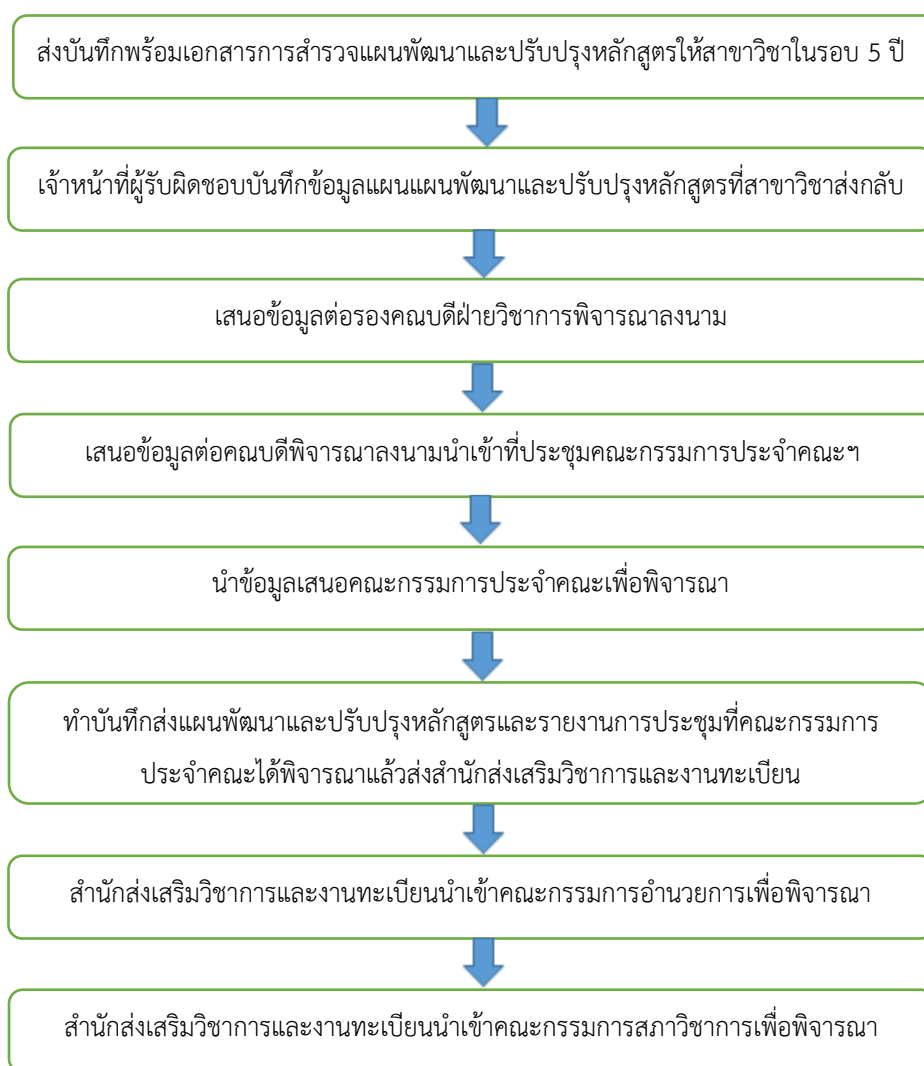 ส่งบันทึกพร้อมเอกสารการสำรวจแผนพัฒนาและปรับปรุงหลักสูตรให้สาขาวิชาในรอบ 5 ปี
เจ้าหน้าที่ผู้รับผิดชอบบันทึกข้อมูลแผนแผนพัฒนาและปรับปรุงหลักสูตรที่สาขาวิชาส่งกลับ
เสนอข้อมูลต่อรองคณบดีฝ่ายวิชาการพิจารณาลงนาม
เสนอข้อมูลต่อคณบดีพิจารณาลงนามนำเข้าที่ประชุมคณะกรรมการประจำคณะฯ
นำข้อมูลเสนอคณะกรรมการประจำคณะเพื่อพิจารณา
ทำบันทึกส่งแผนพัฒนาและปรับปรุงหลักสูตรและรายงานการประชุมที่คณะกรรมการ
ประจำคณะได้พิจารณาแล้วส่งสำนักส่งเสริมวิชาการและงานทะเบียน
สำนักส่งเสริมวิชาการและงานทะเบียนนำเข้าคณะกรรมการอำนวยการเพื่อพิจารณา
สำนักส่งเสริมวิชาการและงานทะเบียนนำเข้าคณะกรรมการสภาวิชาการเพื่อพิจารณา